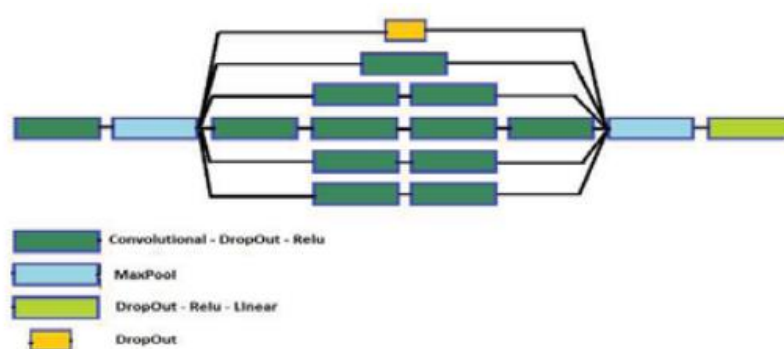 Convolutional - DropOut - Relu
MaxPool
DropOut - Relu - Linear
DropOut